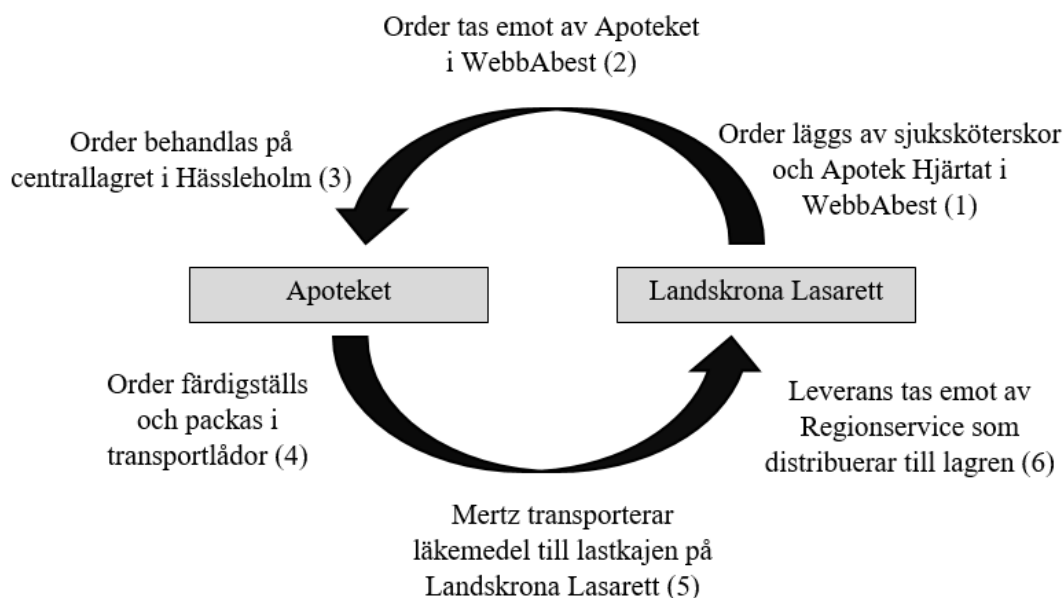 Order tas emot av Apoteket
i WebbAbest (2)
Order behandlas på
centrallagret i Hässleholm (3)
Order läggs av sjuksköterskor
och Apotek Hjärtat i
WebbAbest (1)
Apoteket
Landskrona Lasarett
Order färdigställs
och packas i
transportlådor (4)
Leverans tas emot av
Regionservice som
distribuerar till lagren (6)
Mertz transporterar
läkemedel till lastkajen på
Landskrona Lasarett (5)